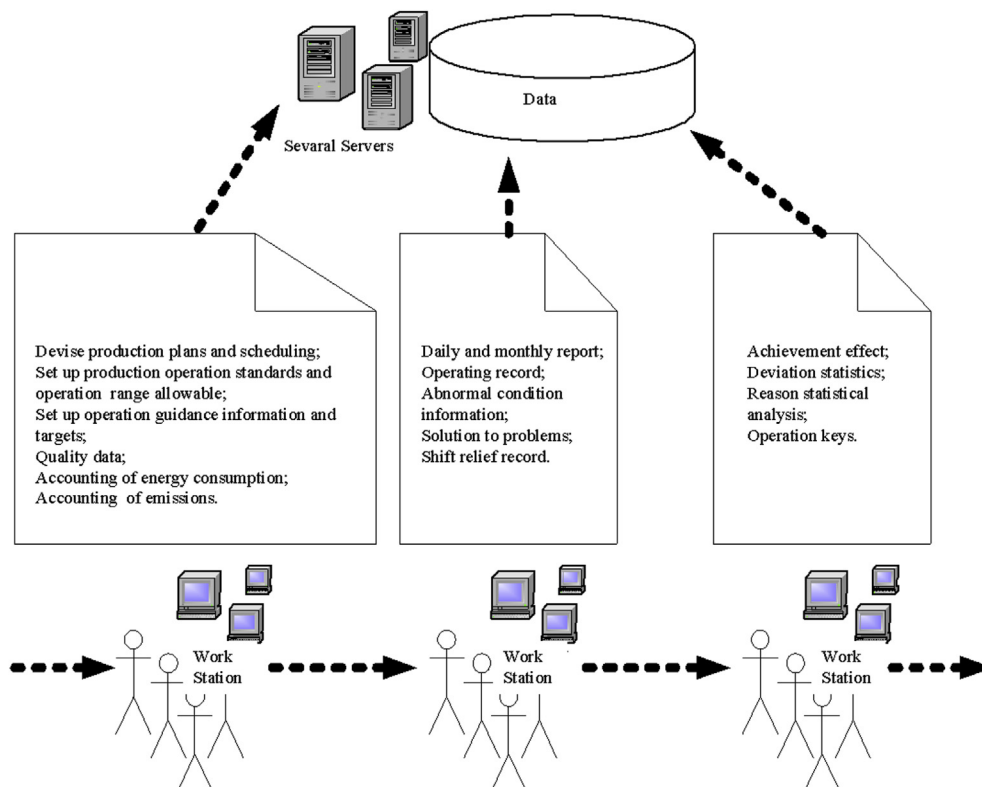 Data
Sevaral Servers
Devise production plans and scheduling;
Set up production operation standards and
operation range allowable;
Set up operation guidance information and
targets;
Quality data;
Accounting of energy consumption;
Accounting of emissions.
Daily and monthly report;
Operating record;
Abnormal condition
information;
Solution to problems;
Shift relief record.
Achievement effect;
Deviation statistics;
Reason statistical
analysis;
Operation keys.
Work
Station
Work
Station
Work
Station